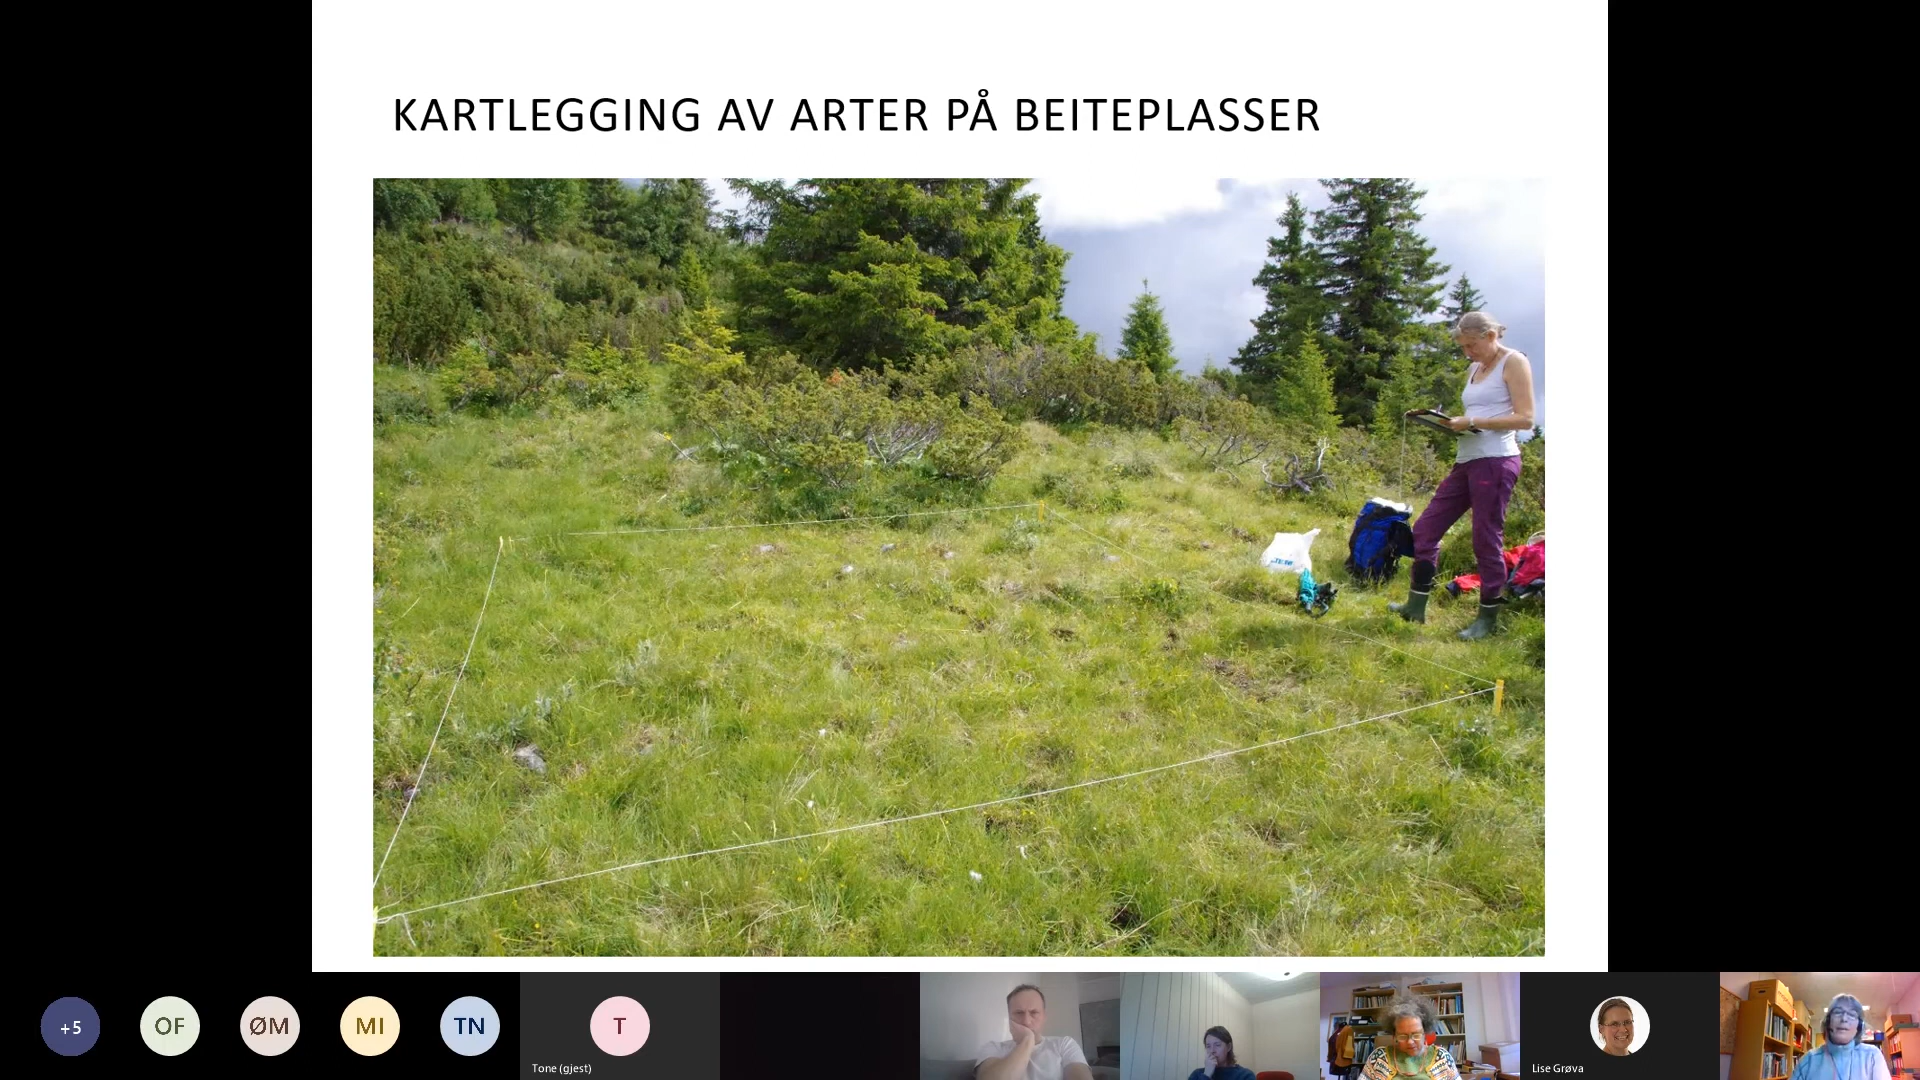 KARTLEGGING AV ARTER PÅ BEITEPLASSER
+5
OF
ØM
MI
TN
T
Tone (gjest)
Lise Grøva